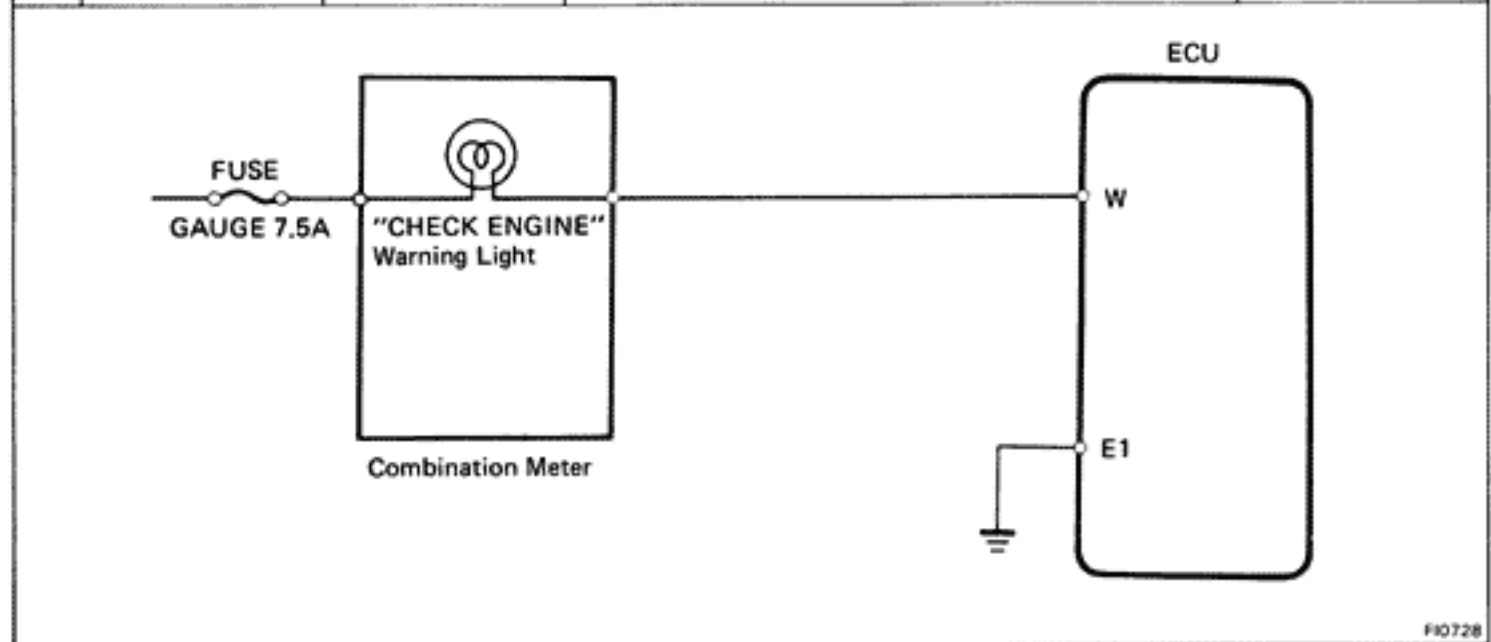 ECU
FUSE
GAUGE 7.5A
"CHECK ENGINE"
Warning Light
W
E1
Combination Meter
FI0728